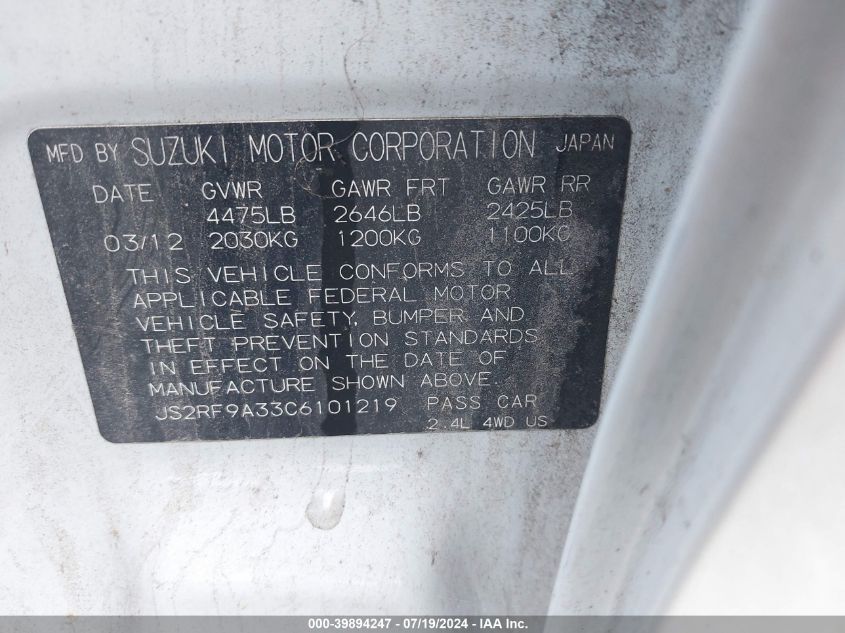 MFD BY SUZUKI MOTOR CORPORATION JAPAN
DATE GVWR GAWR FRT GAWR RR
4475LB 2646LB 2425LB
03/12 2030KG 1200KG 1100KG
THIS VEHICLE CONFORMS TO ALL
APPLICABLE FEDERAL MOTOR
VEHICLE SAFETY, BUMPER AND
THEFT PREVENTION STANDARDS
IN EFFECT ON THE DATE OF
MANUFACTURE SHOWN ABOVE.
JS2RF9A33C6101219 PASS CAR
2.4L 4WD US
000-39894247 - 07/19/2024 - IAA Inc.